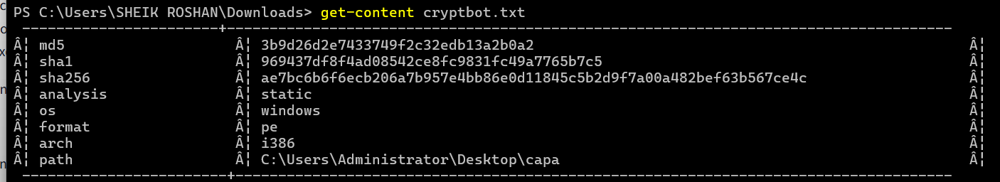 PS C:\Users\SHEIK ROSHAN\Downloads> get-content cryptbot.txt
-----------------------+-------------------------------------------------------------------------------------
Â¦ md5 Â¦ 3b9d26d2e7433749f2c32edb13a2b0a2 Â¦
Â¦ sha1 Â¦ 969437df8f4ad08542ce8fc9831fc49a7765b7c5 Â¦
Â¦ sha256 Â¦ ae7bc6b6f6ecb206a7b957e4bb86e0d11845c5b2d9f7a00a482bef63b567ce4c Â¦
Â¦ analysis Â¦ static Â¦
Â¦ os Â¦ windows Â¦
Â¦ format Â¦ pe Â¦
Â¦ arch Â¦ i386 Â¦
Â¦ path Â¦ C:\Users\Administrator\Desktop\capa Â¦
------------------------+------------------------------------------------------------------------------------